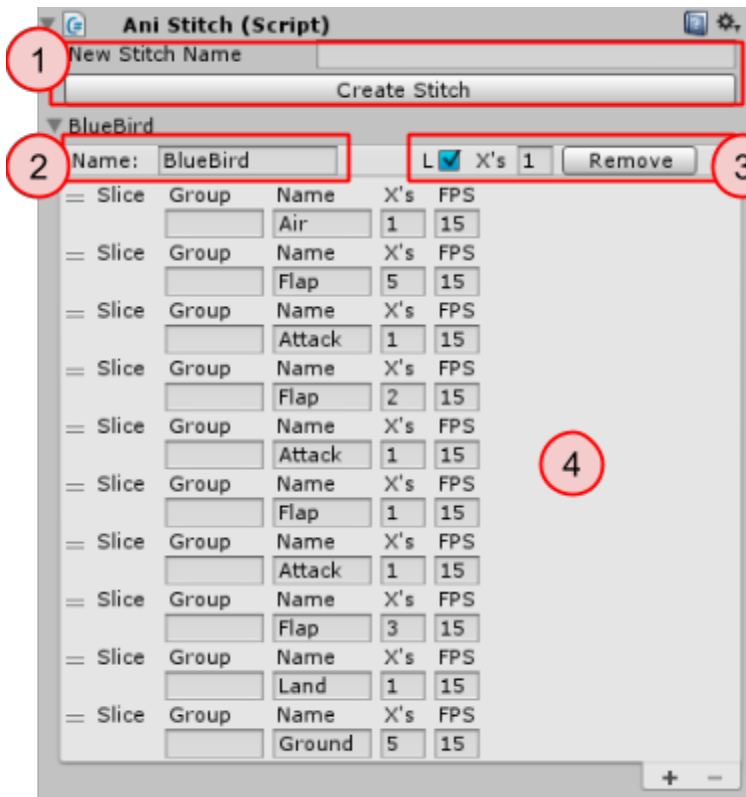 Ani Stitch (Script)
1
New Stitch Name
Create Stitch
BlueBird
2 Name: BlueBird L X's 1 Remove 3
= Slice Group Name X's FPS
Air 1 15
= Slice Group Name X's FPS
Flap 5 15
= Slice Group Name X's FPS
Attack 1 15
= Slice Group Name X's FPS
Flap 2 15
= Slice Group Name X's FPS
Attack 1 15
4
= Slice Group Name X's FPS
Flap 1 15
= Slice Group Name X's FPS
Attack 1 15
= Slice Group Name X's FPS
Flap 3 15
= Slice Group Name X's FPS
Land 1 15
= Slice Group Name X's FPS
Ground 5 15
+ -